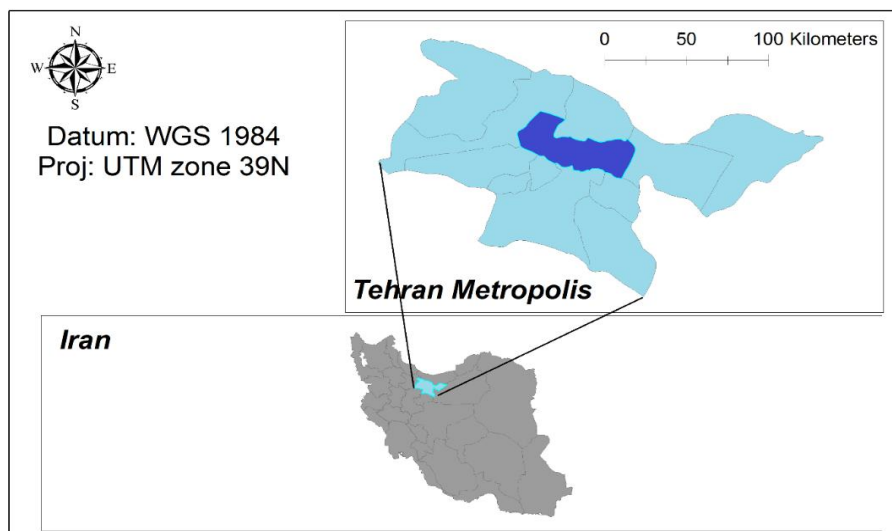 N
W E
S
Datum: WGS 1984
Proj: UTM zone 39N
0 50 100 Kilometers
Tehran Metropolis
Iran